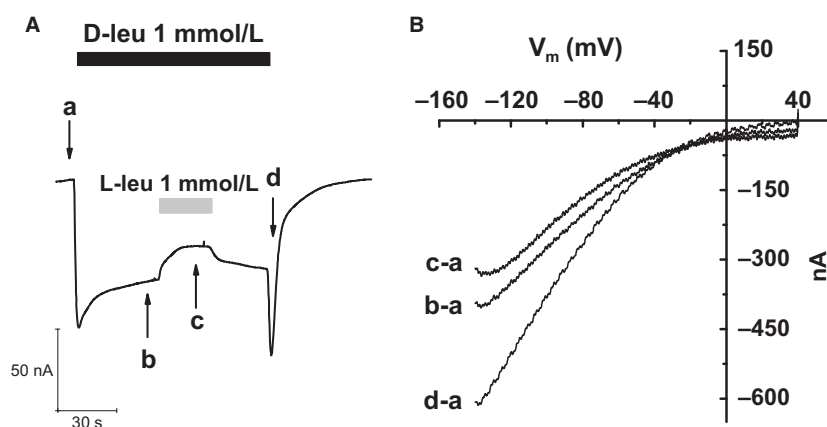 A
D-leu 1 mmol/L
a
L-leu 1 mmol/L
d
b
c
50 nA
30 s
B
Vm (mV)
150
−160 −120 −80 −40 40
−150
−300
−450
−600
nA
c-a
b-a
d-a